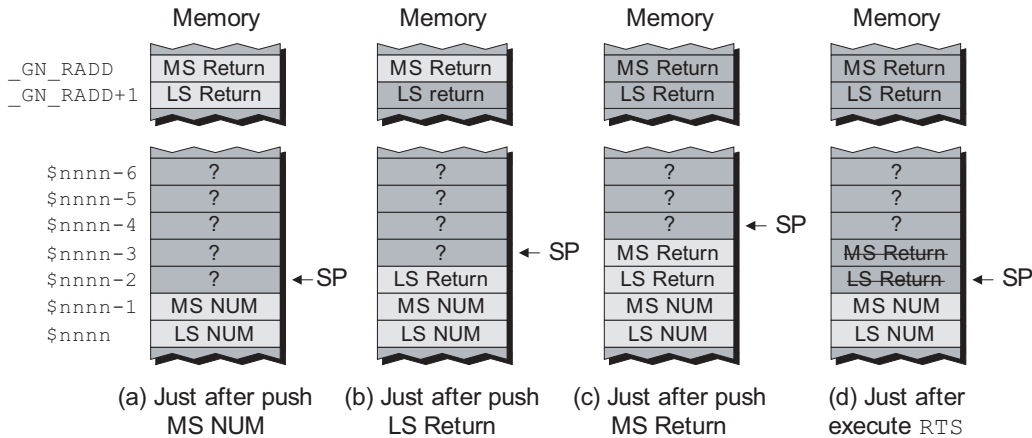 Memory Memory Memory Memory
_GN_RADD MS Return MS Return MS Return MS Return
_GN_RADD+1 LS Return LS return LS Return LS Return
$nnnn-6 ? ? ? ?
$nnnn-5 ? ? ? ?
$nnnn-4 ? ? ? ? SP
$nnnn-3 ? ? SP MS Return MS Return
$nnnn-2 ? SP LS Return LS Return LS Return SP
$nnnn-1 MS NUM MS NUM MS NUM MS NUM
$nnnn LS NUM LS NUM LS NUM LS NUM
(a) Just after push (b) Just after push (c) Just after push (d) Just after
MS NUM LS Return MS Return execute RTS